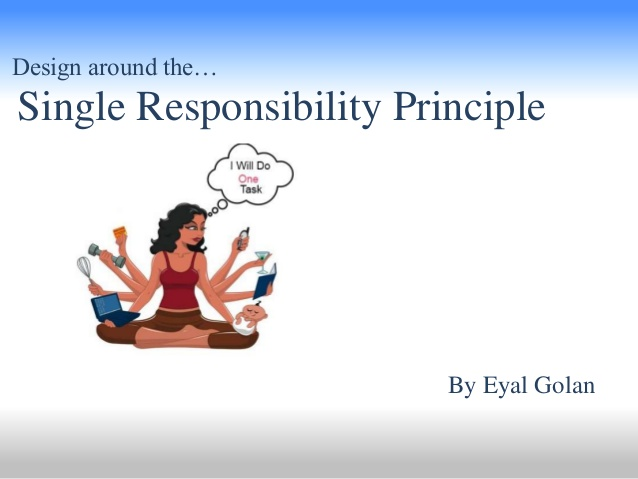 Design around the…
Single Responsibility Principle
I Will Do
One
Task
By Eyal Golan